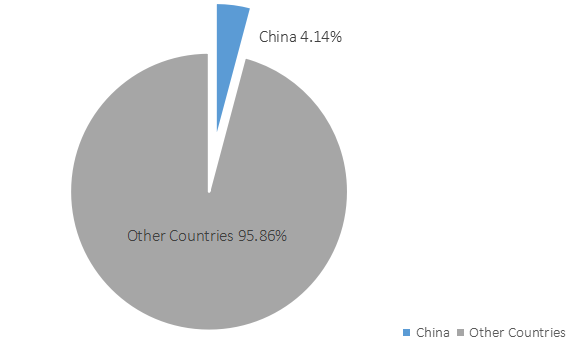 China 4.14%
Other Countries 95.86%
China Other Countries